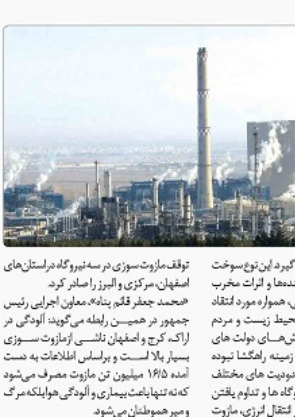 توقف مازوت سوزی در سه نیروگاه در استان‌های
اصفهان، مرکزی و البرز را صادر کرد.
«محمد جعفر قائم پناه»، معاون اجرایی رئیس
جمهور در همین رابطه می‌گوید: آلودگی در
اراک، کرج و اصفهان ناشی از مازوت سوزی
بسیار بالا است و براساس اطلاعات به دست
آمده ۱۶/۵ میلیون تن مازوت مصرف می‌شود
که نه تنها باعث بیماری و آلودگی هوا بلکه مرگ
و میر هموطنان می‌شود.
گیرد. این نوع سوخت
نده‌ها و اثرات مخرب
، همواره مورد انتقاد
حیط زیست و مردم
ش‌های دولت های
زمینه راهگشا نبوده
دودیت های مختلف
گاه ها و تداوم یافتن
انتقال انرژی، مازوت